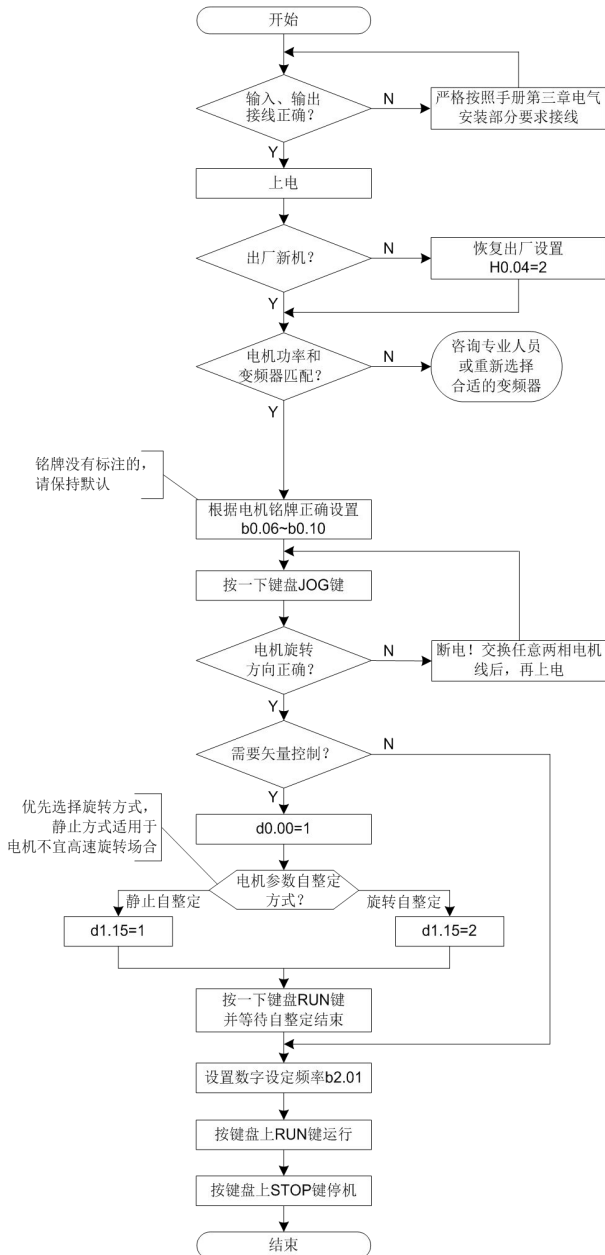 开始
输入、输出
接线正确？
N
严格按照手册第三章电气
安装部分要求接线
Y
上电
出厂新机？
N
恢复出厂设置
H0.04=2
Y
电机功率和
变频器匹配？
N
咨询专业人员
或重新选择
合适的变频器
Y
铭牌没有标注的，
请保持默认
根据电机铭牌正确设置
b0.06~b0.10
按一下键盘JOG键
电机旋转
方向正确？
N
断电！交换任意两相电机
线后，再上电
Y
需要矢量控制？
N
Y
优先选择旋转方式，
静止方式适用于
电机不宜高速旋转场合
d0.00=1
电机参数自整定
方式？
静止自整定
旋转自整定
d1.15=1
d1.15=2
按一下键盘RUN键
并等待自整定结束
设置数字设定频率b2.01
按键盘上RUN键运行
按键盘上STOP键停机
结束